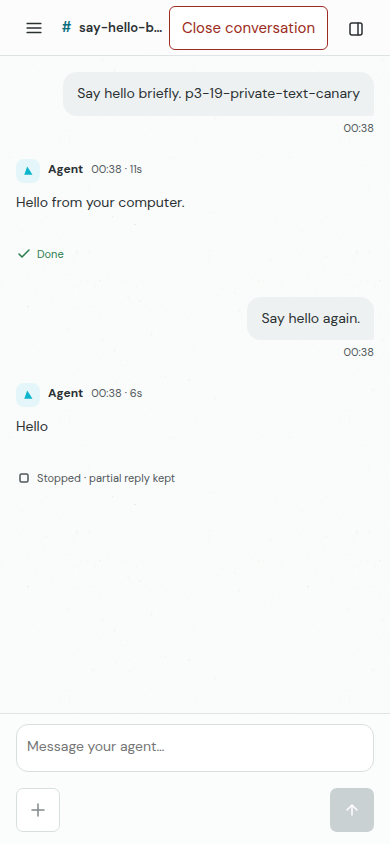 # say-hello-b...
Close conversation
Say hello briefly. p3-19-private-text-canary
00:38
Agent 00:38 · 11s
Hello from your computer.
Done
Say hello again.
00:38
Agent 00:38 · 6s
Hello
Stopped · partial reply kept
Message your agent...